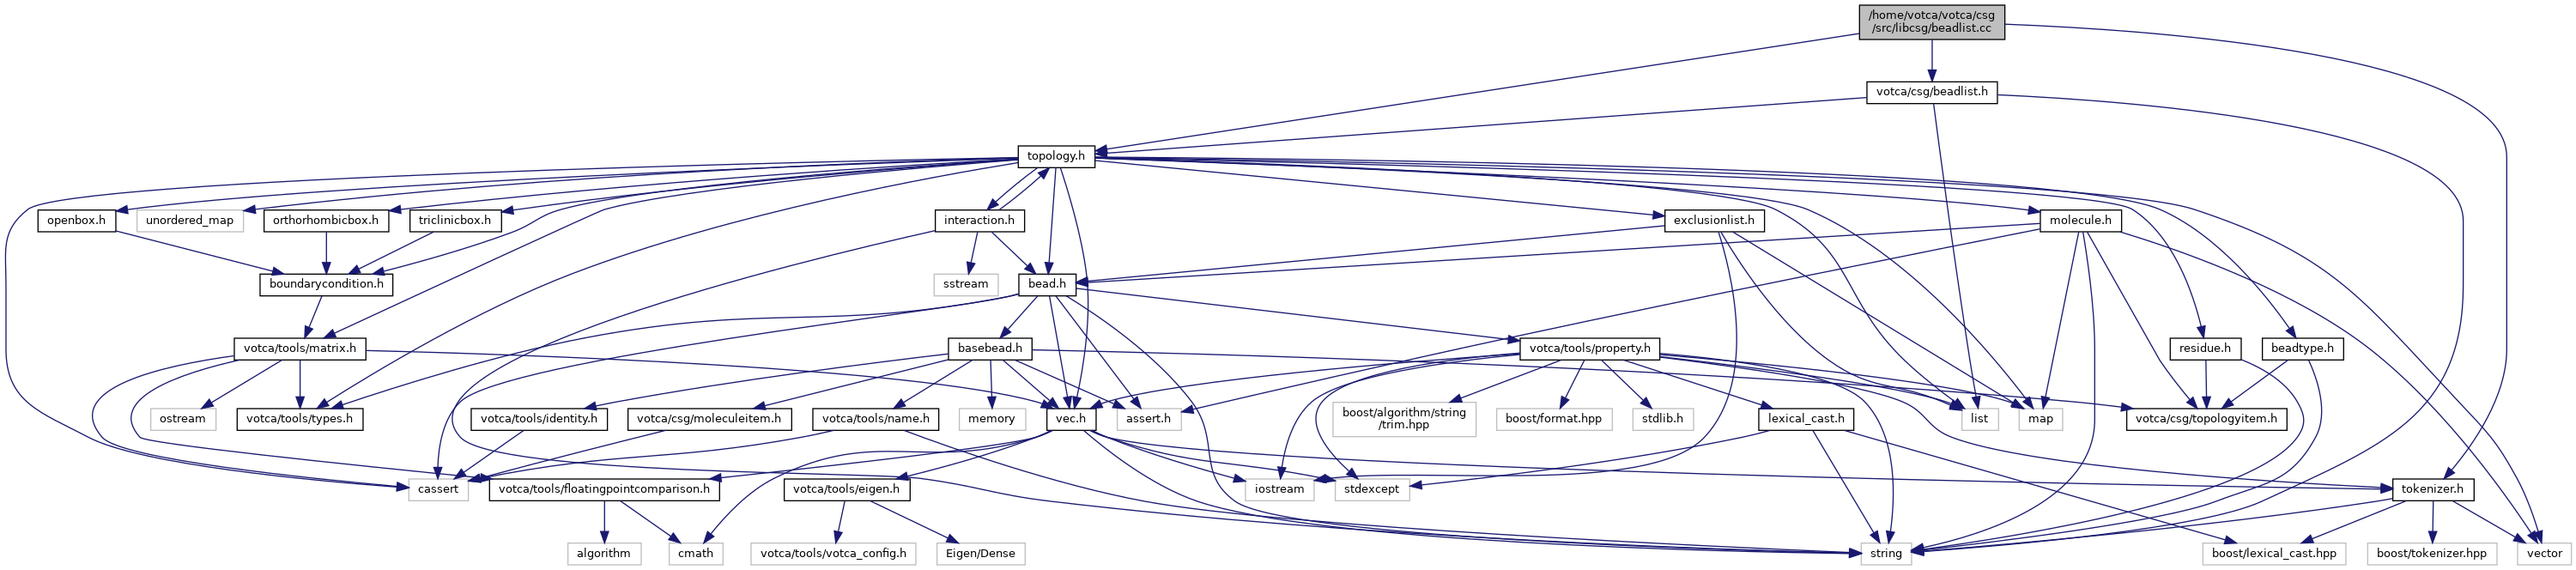 /home/votca/votca/csg
/src/libcsg/beadlist.cc
votca/csg/beadlist.h
topology.h
openbox.h
unordered_map
orthorhombicbox.h
triclinicbox.h
interaction.h
exclusionlist.h
molecule.h
boundarycondition.h
sstream
bead.h
votca/tools/matrix.h
basebead.h
votca/tools/property.h
residue.h
beadtype.h
ostream
votca/tools/types.h
votca/tools/identity.h
votca/csg/moleculeitem.h
votca/tools/name.h
memory
vec.h
assert.h
boost/algorithm/string
/trim.hpp
boost/format.hpp
stdlib.h
lexical_cast.h
list
map
votca/csg/topologyitem.h
cassert
votca/tools/floatingpointcomparison.h
votca/tools/eigen.h
iostream
stdexcept
tokenizer.h
algorithm
cmath
votca/tools/votca_config.h
Eigen/Dense
string
boost/lexical_cast.hpp
boost/tokenizer.hpp
vector